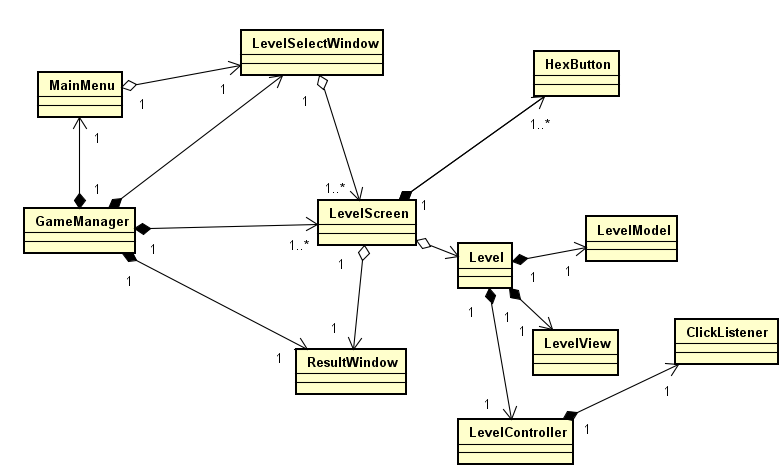 LevelSelectWindow
HexButton
MainMenu
1
1
1
1..*
1
1
1..*
1
LevelScreen
GameManager
LevelModel
1
1..*
Level
1
1
1
1
1
1
1
1
1
ClickListener
LevelView
ResultWindow
1
1
1
LevelController
1